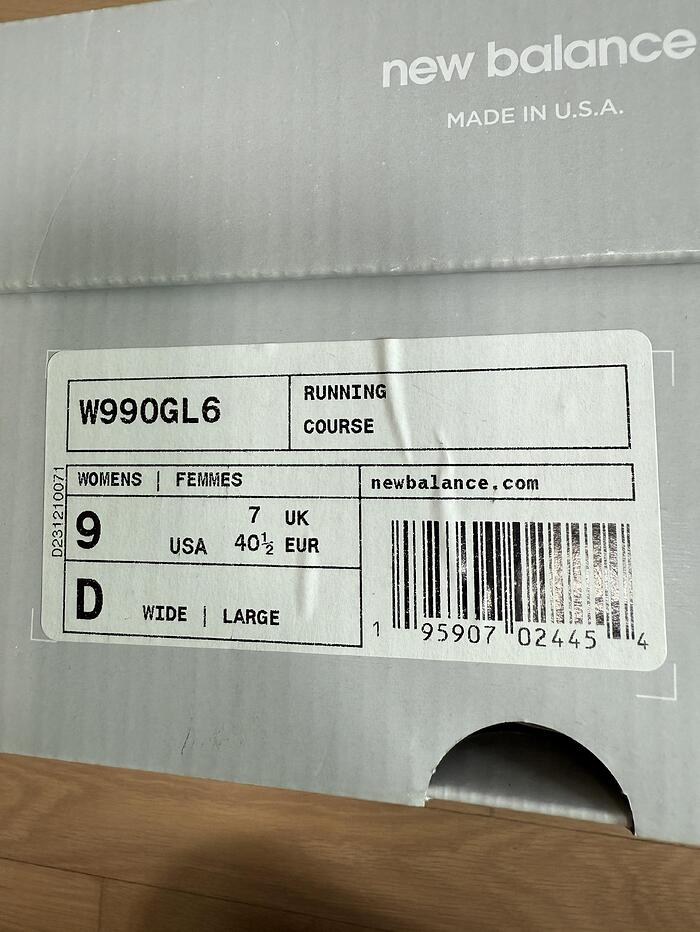 new balance
MADE IN U.S.A.
W990GL6
RUNNING
COURSE
WOMENS | FEMMES
newbalance.com
9 USA 7 UK
40½ EUR
D WIDE | LARGE
D231210071
1 95907 02445 4